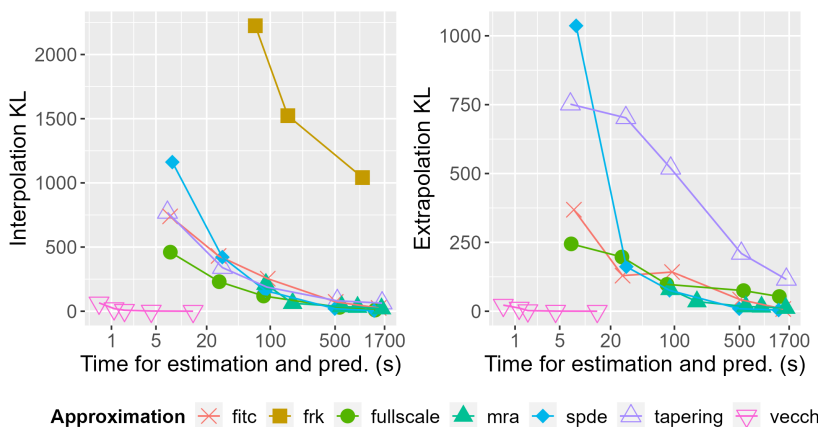 Interpolation KL
2000
1500
1000
500
0
1 5 20 100 500 1700
Time for estimation and pred. (s)
Extrapolation KL
1000
750
500
250
0
1 5 20 100 500 1700
Time for estimation and pred. (s)
Approximation fitc frk fullscale mra spde tapering vecch